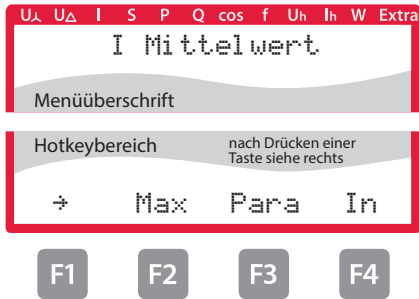 U⅄ U△ I S P Q cos f Uh Ih W Extra
I Mittelwert
Menüüberschrift
Hotkeybereich
nach Drücken einer
Taste siehe rechts
→ Max Para In
F1 F2 F3 F4